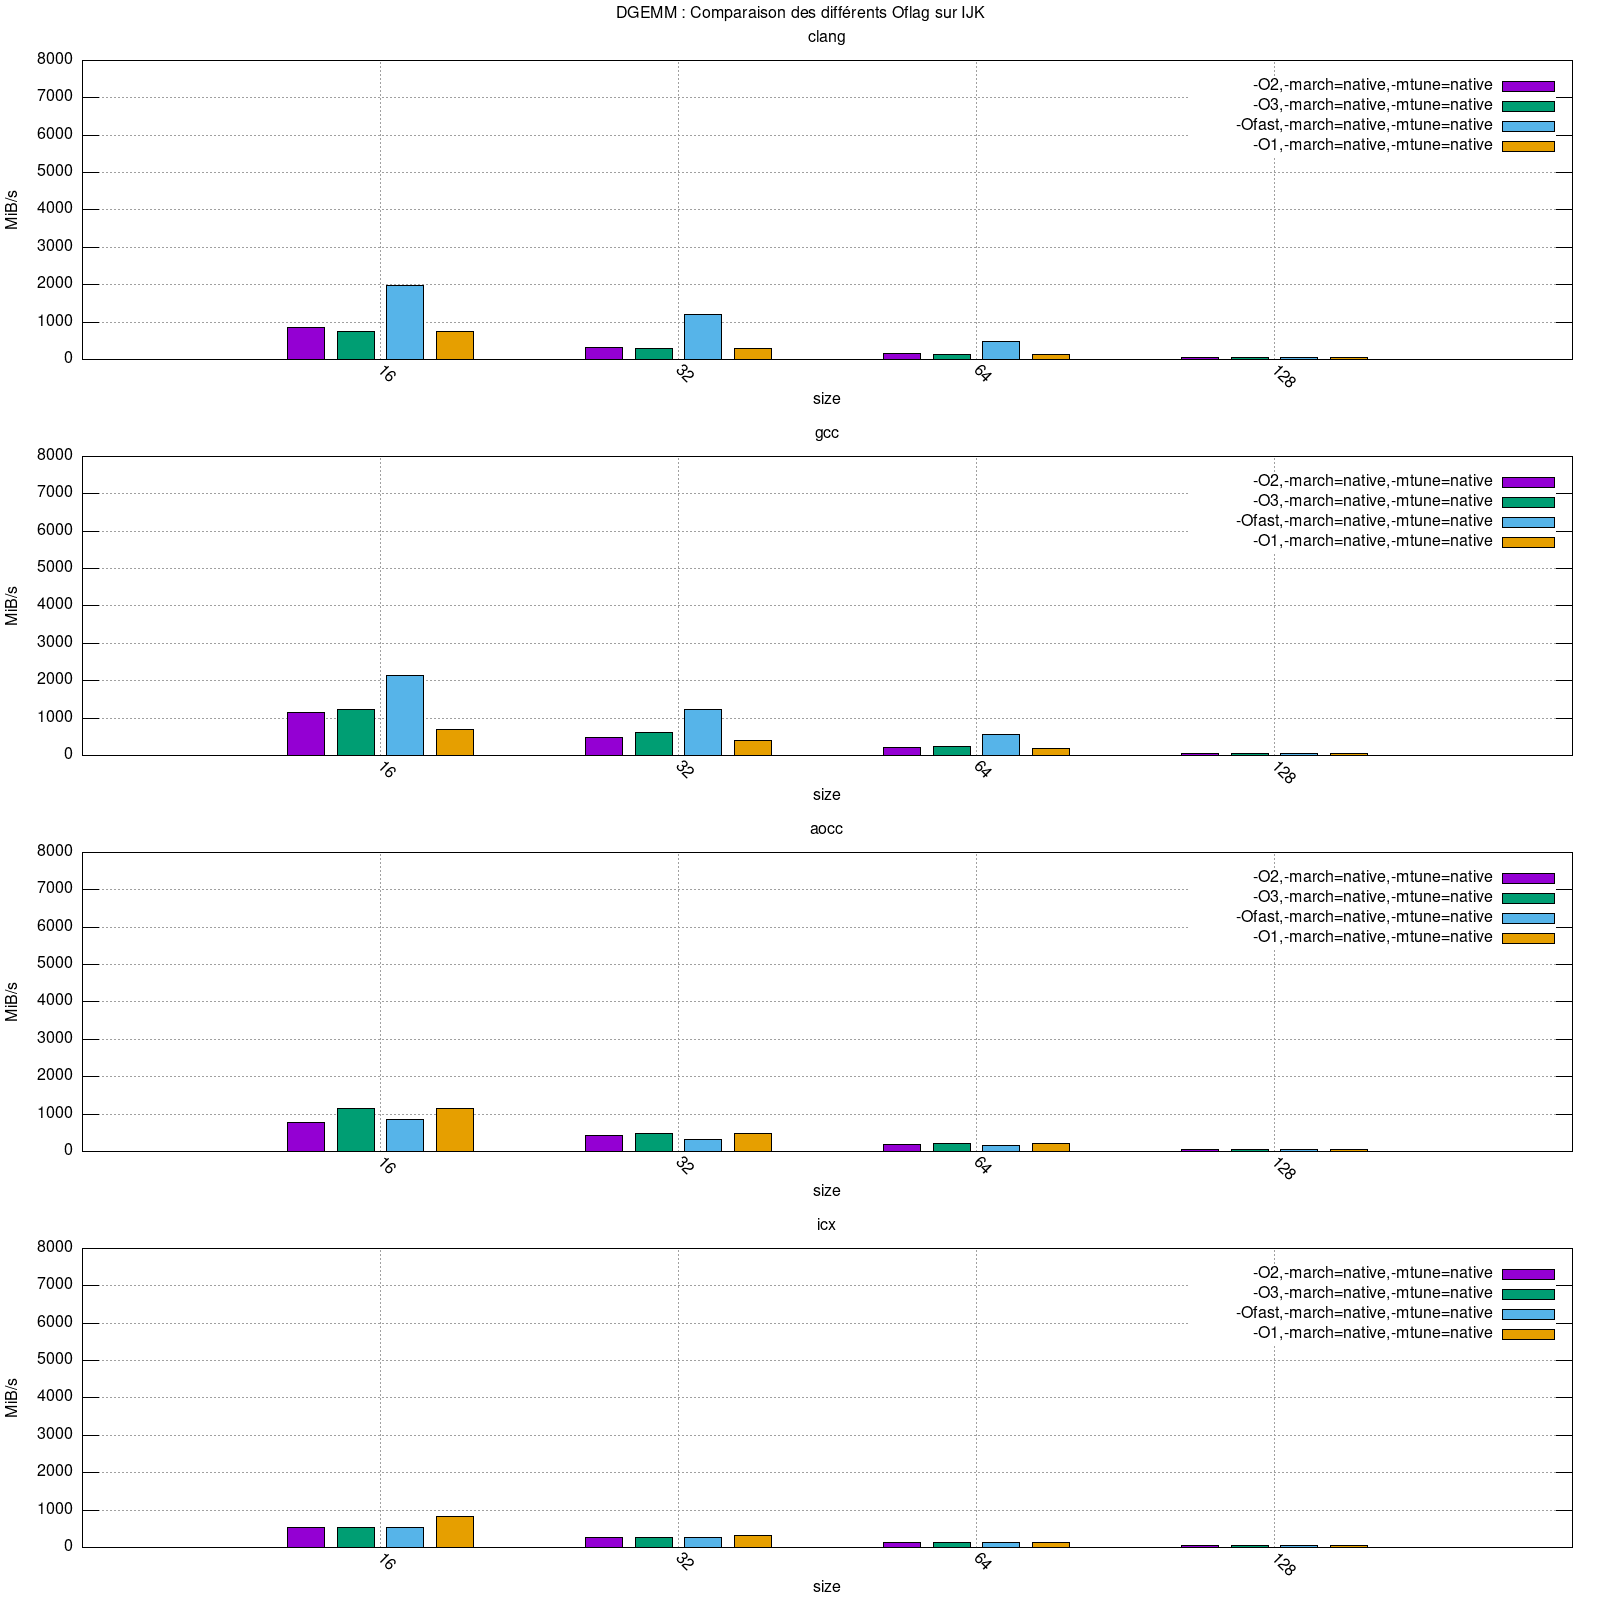 DGEMM : Comparaison des différents Oflag sur IJK
clang
8000
7000
6000
5000
4000
3000
2000
1000
0
MiB/s
-O2,-march=native,-mtune=native
-O3,-march=native,-mtune=native
-Ofast,-march=native,-mtune=native
-O1,-march=native,-mtune=native
16 32 64 128
size
gcc
8000
7000
6000
5000
4000
3000
2000
1000
0
MiB/s
-O2,-march=native,-mtune=native
-O3,-march=native,-mtune=native
-Ofast,-march=native,-mtune=native
-O1,-march=native,-mtune=native
16 32 64 128
size
aocc
8000
7000
6000
5000
4000
3000
2000
1000
0
MiB/s
-O2,-march=native,-mtune=native
-O3,-march=native,-mtune=native
-Ofast,-march=native,-mtune=native
-O1,-march=native,-mtune=native
16 32 64 128
size
icx
8000
7000
6000
5000
4000
3000
2000
1000
0
MiB/s
-O2,-march=native,-mtune=native
-O3,-march=native,-mtune=native
-Ofast,-march=native,-mtune=native
-O1,-march=native,-mtune=native
16 32 64 128
size